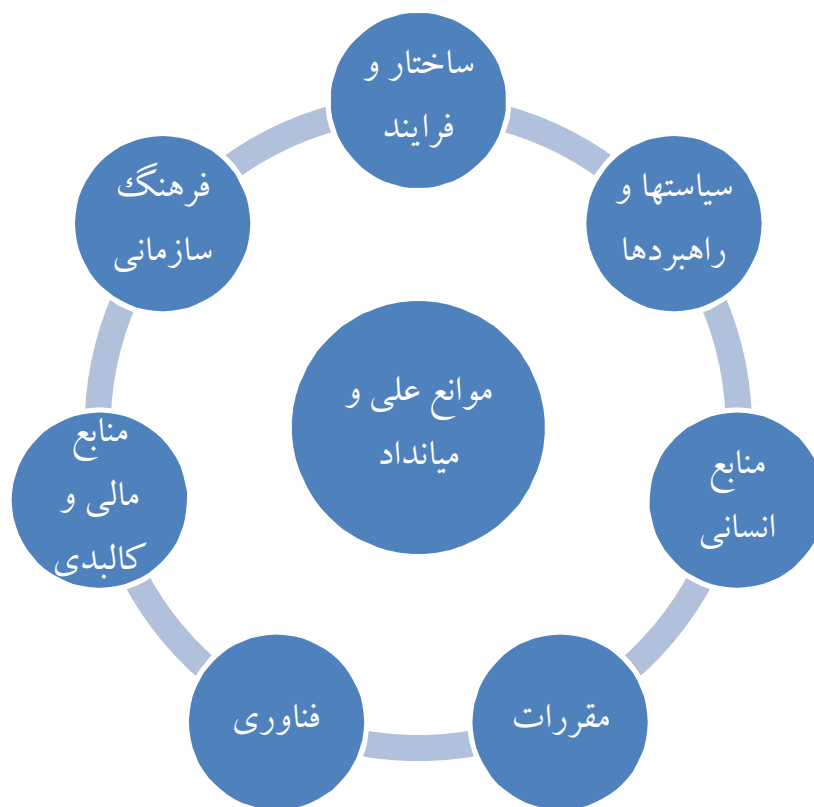 ساختار و
فرایند
سیاستها و
راهبردها
منابع
انسانی
مقررات
فناوری
منابع
مالی و
کالبدی
فرهنگ
سازمانی
موانع علی و
میانداد